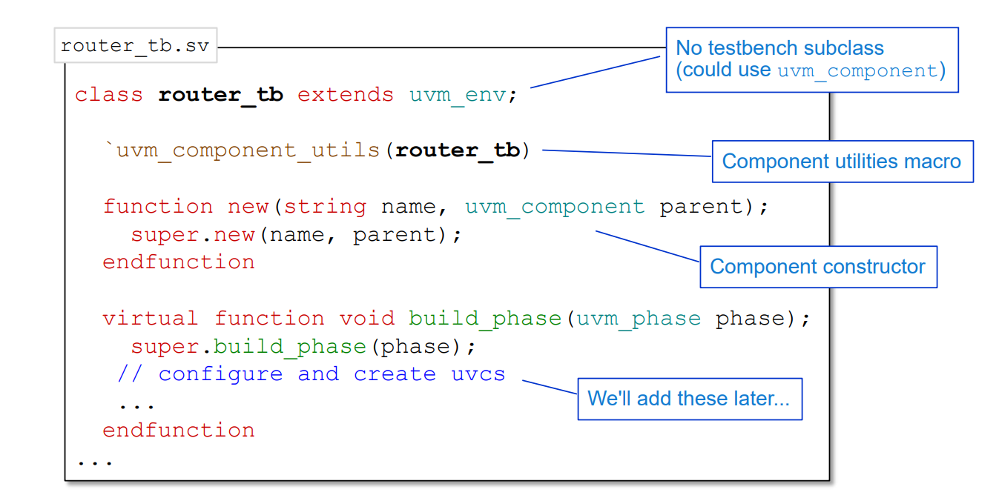 router_tb.sv
No testbench subclass
(could use uvm_component)
class router_tb extends uvm_env;
`uvm_component_utils(router_tb)
Component utilities macro
function new(string name, uvm_component parent);
super.new(name, parent);
endfunction
Component constructor
virtual function void build_phase(uvm_phase phase);
super.build_phase(phase);
// configure and create uvcs
We'll add these later...
...
endfunction
...